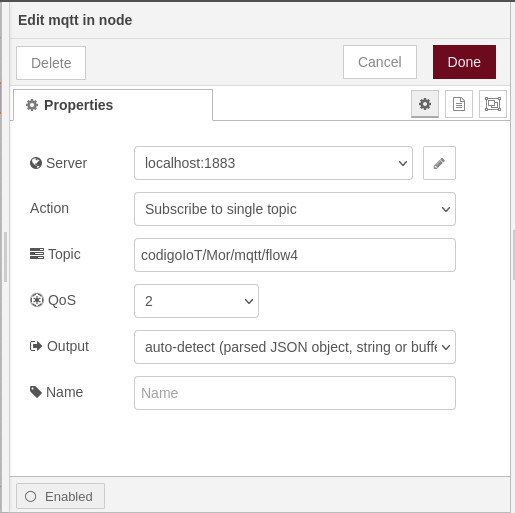 Edit mqtt in node
Delete Cancel Done
Properties
Server localhost:1883
Action Subscribe to single topic
Topic codigoIoT/Mor/mqtt/flow4
QoS 2
Output auto-detect (parsed JSON object, string or buffe
Name Name
Enabled